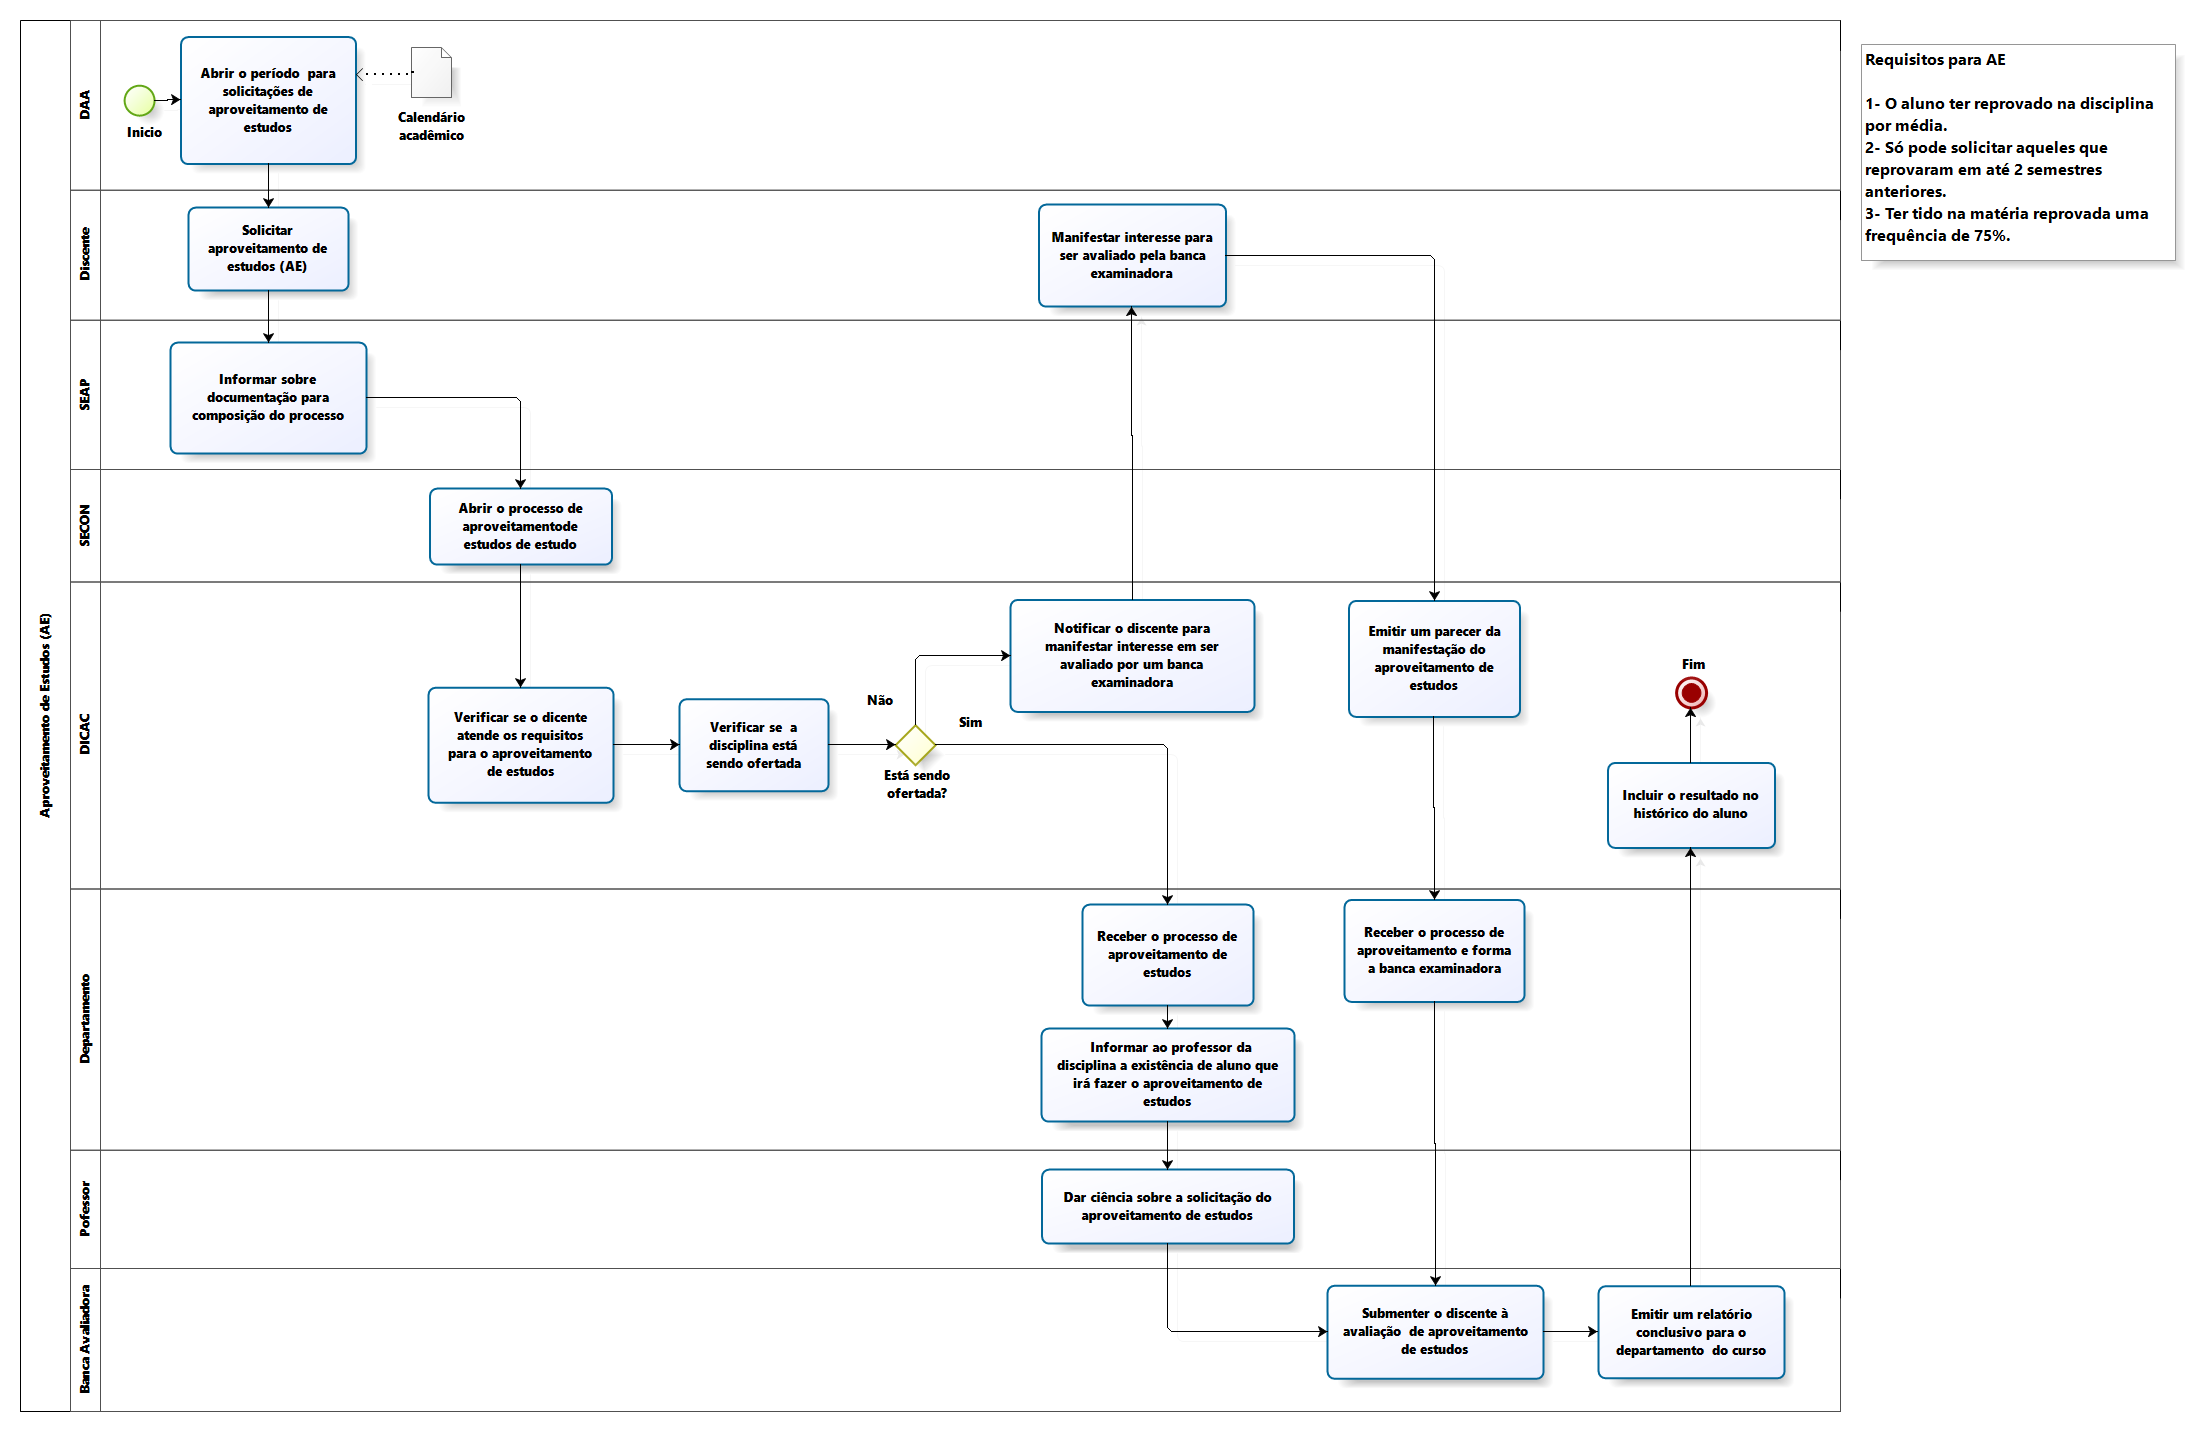 Aproveitamento de Estudos (AE)
DAA
Inicio
Abrir o período para
solicitações de
aproveitamento de
estudos
Calendário
acadêmico
Requisitos para AE
1- O aluno ter reprovado na disciplina
por média.
2- Só pode solicitar aqueles que
reprovaram em até 2 semestres
anteriores.
3- Ter tido na matéria reprovada uma
frequência de 75%.
Discente
Solicitar
aproveitamento de
estudos (AE)
Manifestar interesse para
ser avaliado pela banca
examinadora
SEAP
Informar sobre
documentação para
composição do processo
SECON
Abrir o processo de
aproveitamentode
estudos de estudo
DICAC
Verificar se o dicente
atende os requisitos
para o aproveitamento
de estudos
Verificar se a
disciplina está
sendo ofertada
Não
Sim
Está sendo
ofertada?
Notificar o discente para
manifestar interesse em ser
avaliado por um banca
examinadora
Emitir um parecer da
manifestação do
aproveitamento de
estudos
Fim
Incluir o resultado no
histórico do aluno
Departamento
Receber o processo de
aproveitamento de
estudos
Receber o processo de
aproveitamento e forma
a banca examinadora
Informar ao professor da
disciplina a existência de aluno que
irá fazer o aproveitamento de
estudos
Pofessor
Dar ciência sobre a solicitação do
aproveitamento de estudos
Banca Avaliadora
Submenter o discente à
avaliação de aproveitamento
de estudos
Emitir um relatório
conclusivo para o
departamento do curso